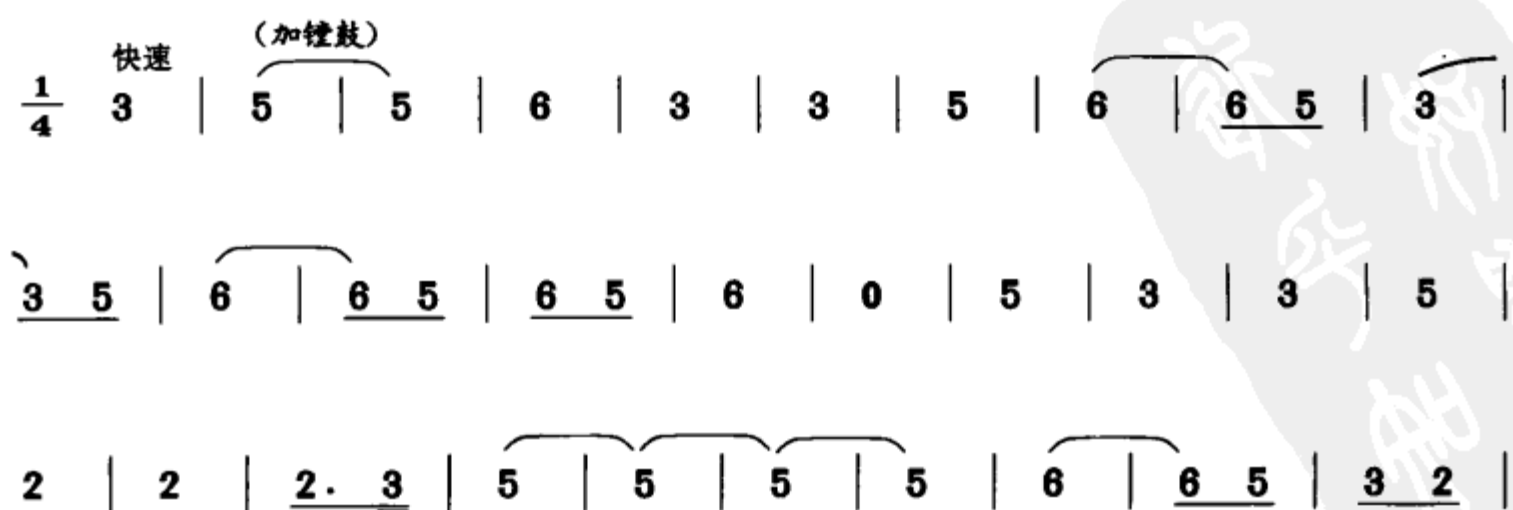 快速 （加镗鼓）
1/4 3 | 5 | 5 | 6 | 3 | 3 | 5 | 6 | 6 5 | 3 |
3 5 | 6 | 6 5 | 6 5 | 6 | 0 | 5 | 3 | 3 | 5 |
2 | 2 | 2. 3 | 5 | 5 | 5 | 5 | 6 | 6 5 | 3 2 |